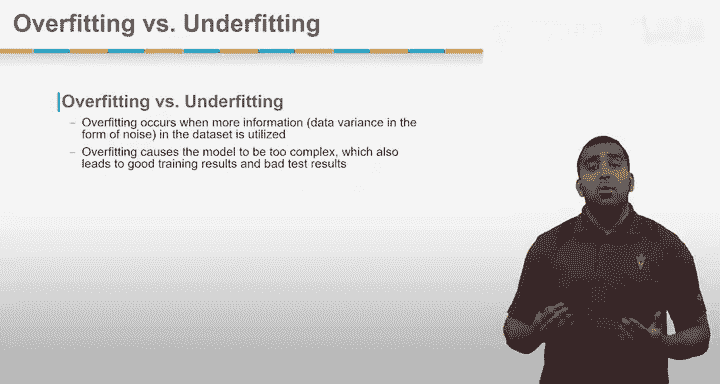 Overfitting vs. Underfitting
Overfitting vs. Underfitting
– Overfitting occurs when more information (data variance in the
form of noise) in the dataset is utilized
– Overfitting causes the model to be too complex, which also
leads to good training results and bad test results